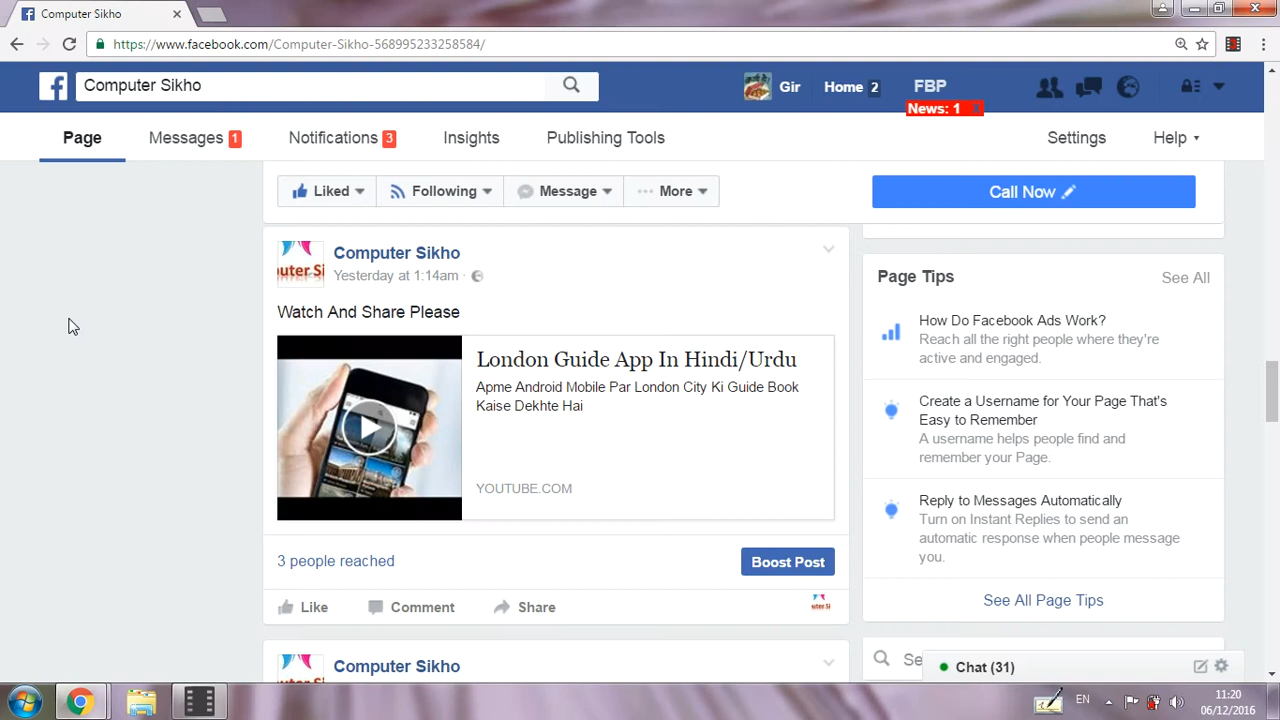 Computer Sikho
https://www.facebook.com/Computer-Sikho-568995233258584/
Computer Sikho
Gir
Home 2
FBP
News: 1
Page
Messages 1
Notifications 3
Insights
Publishing Tools
Settings
Help
Liked
Following
Message
More
Call Now
Computer Sikho
Yesterday at 1:14am
Watch And Share Please
London Guide App In Hindi/Urdu
Apme Android Mobile Par London City Ki Guide Book
Kaise Dekhte Hai
YOUTUBE.COM
3 people reached
Boost Post
Like
Comment
Share
Computer Sikho
Page Tips
See All
How Do Facebook Ads Work?
Reach all the right people where they're
active and engaged.
Create a Username for Your Page That's
Easy to Remember
A username helps people find and
remember your Page.
Reply to Messages Automatically
Turn on Instant Replies to send an
automatic response when people message
you.
See All Page Tips
Chat (31)
EN
11:20
06/12/2016